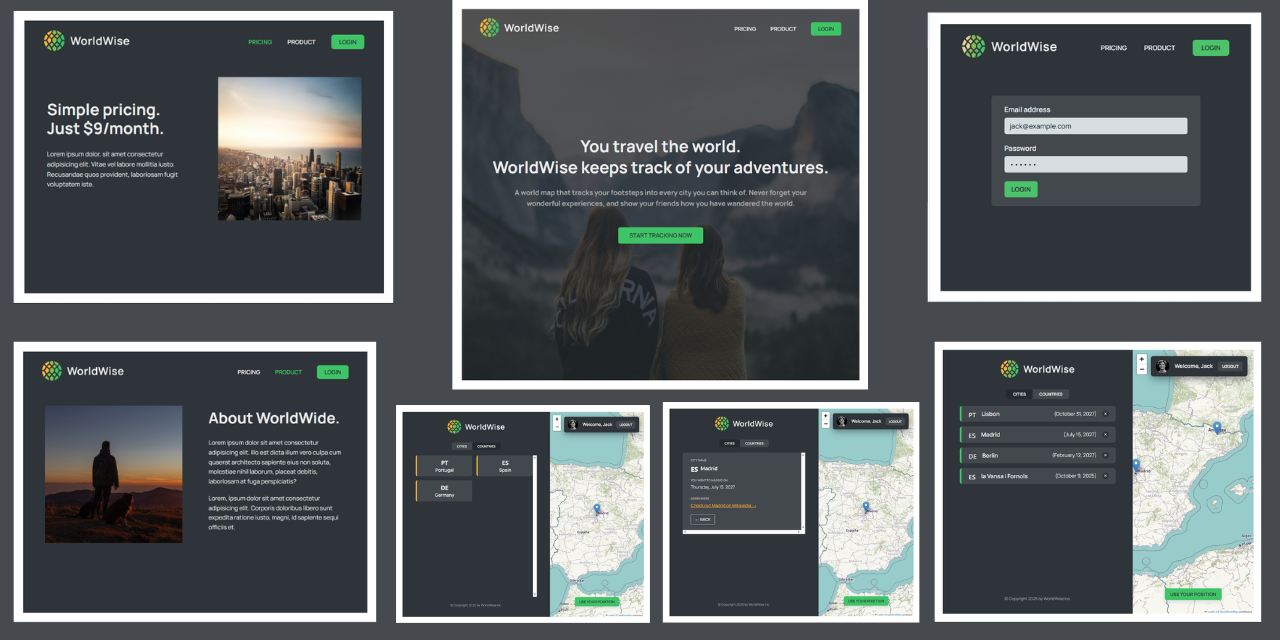 WorldWise
PRICING PRODUCT LOGIN
Simple pricing.
Just $9/month.
Lorem ipsum dolor, sit amet consectetur
adipisicing elit. Vitae vel labore mollitia iusto.
Recusandae quos provident, laboriosam fugit
voluptatem iste.
WorldWise
PRICING PRODUCT LOGIN
You travel the world.
WorldWise keeps track of your adventures.
A world map that tracks your footsteps into every city you can think of. Never forget your
wonderful experiences, and show your friends how you have wandered the world.
START TRACKING NOW
CALIFORNIA
WorldWise
PRICING PRODUCT LOGIN
Email address
jack@example.com
Password
LOGIN
WorldWise
PRICING PRODUCT LOGIN
About WorldWide.
Lorem ipsum dolor sit amet consectetur
adipisicing elit. Illo est dicta illum vero culpa cum
quaerat architecto sapiente eius non soluta,
molestiae nihil laborum, placeat debitis,
laboriosam at fuga perspiciatis?
Lorem, ipsum dolor sit amet consectetur
adipisicing elit. Corporis doloribus libero sunt
expedita ratione iusto, magni, id sapiente sequi
officiis et.
WorldWise
CITIES COUNTRIES
PT
Portugal
ES
Spain
DE
Germany
© Copyright 2025 by WorldWise Inc.
+
−
Welcome, Jack LOGOUT
España
Gibraltar
USE YOUR POSITION
WorldWise
CITIES COUNTRIES
CITY NAME
ES Madrid
YOU WENT TO MADRID ON
Thursday, July 15, 2027
LEARN MORE
Check out Madrid on Wikipedia →
← BACK
© Copyright 2025 by WorldWise Inc.
+
−
Welcome, Jack LOGOUT
España
Gibraltar
USE YOUR POSITION
WorldWise
CITIES COUNTRIES
PT Lisbon (October 31, 2027) ×
ES Madrid (July 15, 2027) ×
DE Berlin (February 12, 2027) ×
ES la Vansa i Fornols (October 9, 2025) ×
© Copyright 2025 by WorldWise Inc.
+
−
Welcome, Jack LOGOUT
USE YOUR POSITION